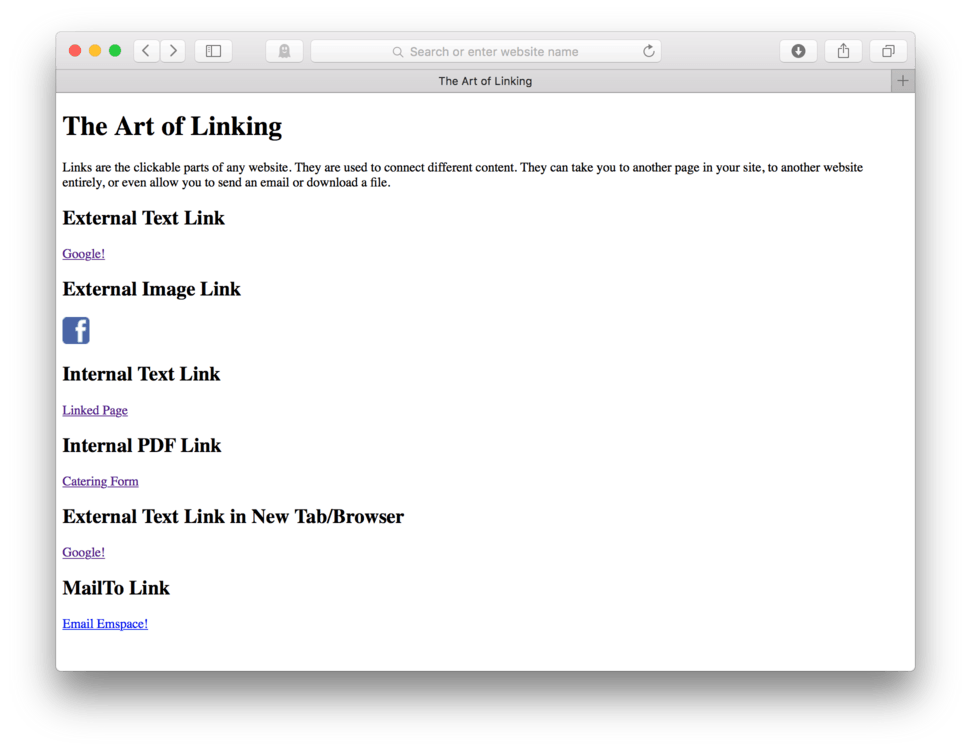 Search or enter website name
The Art of Linking
The Art of Linking
Links are the clickable parts of any website. They are used to connect different content. They can take you to another page in your site, to another website
entirely, or even allow you to send an email or download a file.
External Text Link
Google!
External Image Link
f
Internal Text Link
Linked Page
Internal PDF Link
Catering Form
External Text Link in New Tab/Browser
Google!
MailTo Link
Email Emspace!